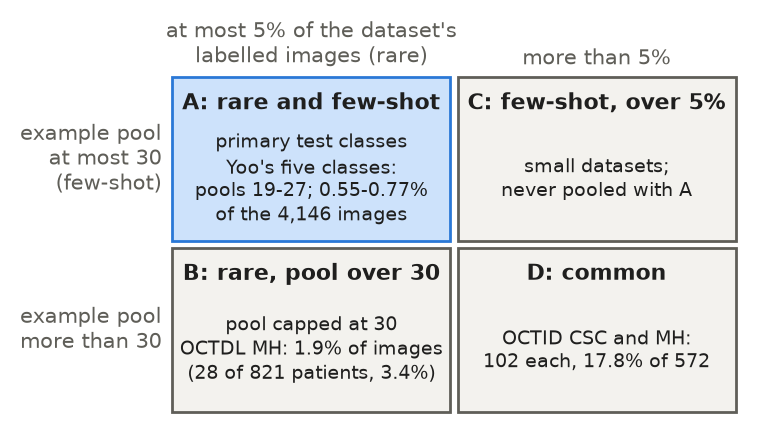 at most 5% of the dataset's
labelled images (rare)
more than 5%
example pool
at most 30
(few-shot)
A: rare and few-shot
primary test classes
Yoo's five classes:
pools 19-27; 0.55-0.77%
of the 4,146 images
C: few-shot, over 5%
small datasets;
never pooled with A
example pool
more than 30
B: rare, pool over 30
pool capped at 30
OCTDL MH: 1.9% of images
(28 of 821 patients, 3.4%)
D: common
OCTID CSC and MH:
102 each, 17.8% of 572